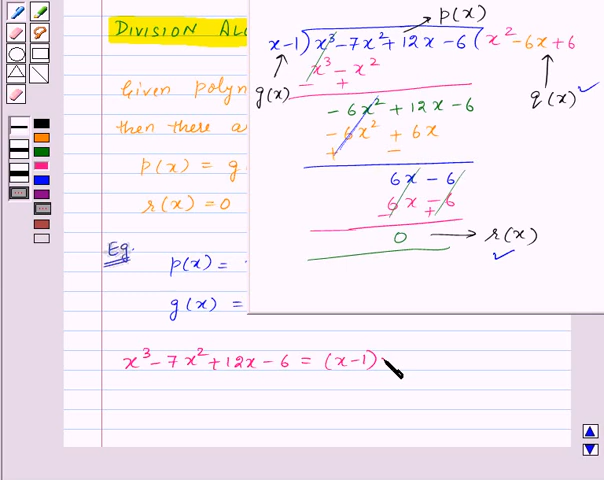 DIVISION AL
Given polyn
then there a
p(x) = g
r(x) = 0
Eg.
p(x) =
g(x) =
x³ - 7x² + 12x - 6 = (x-1)
p(x)
x-1) x³ - 7x² + 12x - 6 ( x² - 6x + 6
x³ - x²
- +
g(x)
q(x) ✓
- 6x² + 12x - 6
- 6x² + 6x
+ -
6x - 6
6x - 6
- +
0 → r(x)
✓